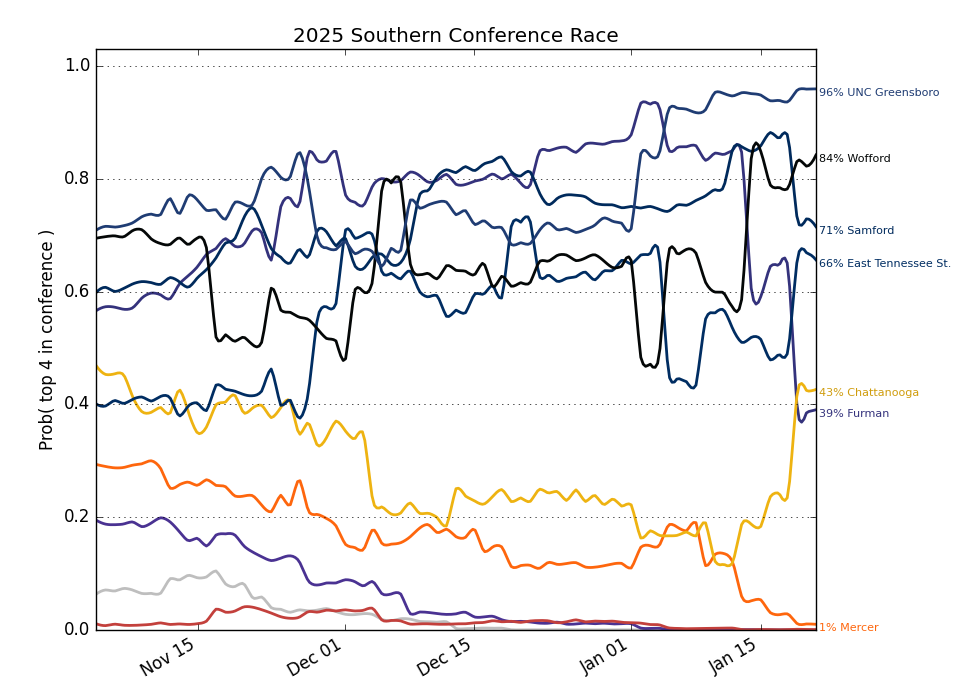 2025 Southern Conference Race
Prob( top 4 in conference )
1.0
0.8
0.6
0.4
0.2
0.0
Nov 15
Dec 01
Dec 15
Jan 01
Jan 15
96% UNC Greensboro
84% Wofford
71% Samford
66% East Tennessee St.
43% Chattanooga
39% Furman
1% Mercer